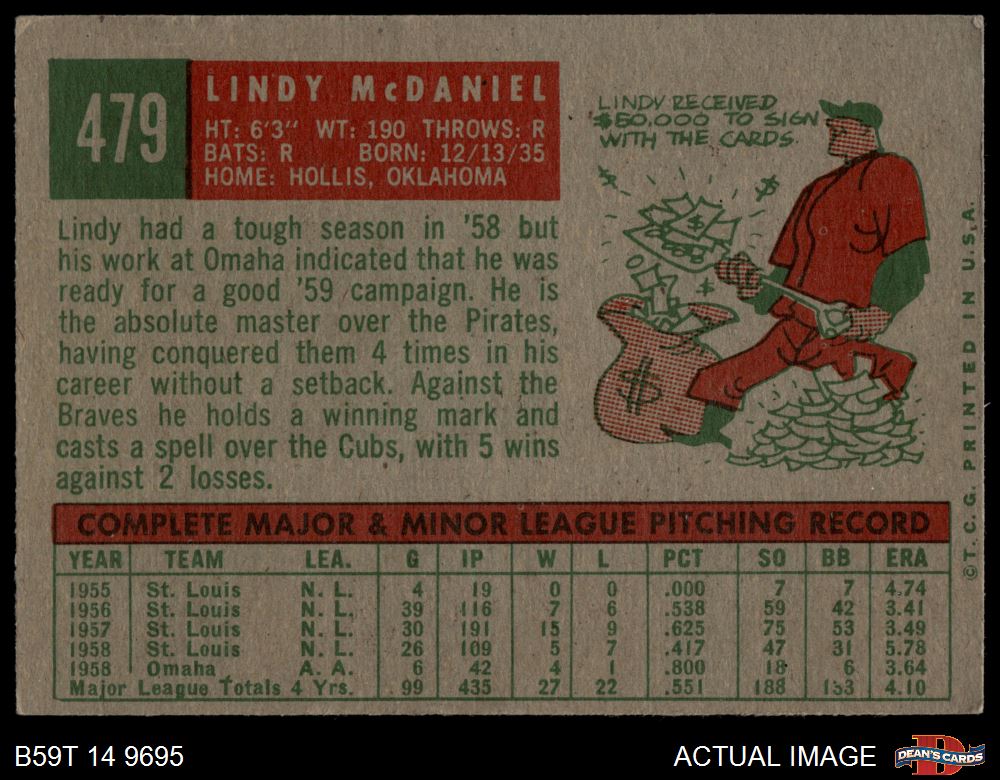 479
LINDY McDANIEL
HT: 6'3" WT: 190 THROWS: R
BATS: R BORN: 12/13/35
HOME: HOLLIS, OKLAHOMA
LINDY RECEIVED
$50,000 TO SIGN
WITH THE CARDS.
Lindy had a tough season in '58 but
his work at Omaha indicated that he was
ready for a good '59 campaign. He is
the absolute master over the Pirates,
having conquered them 4 times in his
career without a setback. Against the
Braves he holds a winning mark and
casts a spell over the Cubs, with 5 wins
against 2 losses.
COMPLETE MAJOR & MINOR LEAGUE PITCHING RECORD
YEAR TEAM LEA. G IP W L PCT SO BB ERA
1955 St. Louis N. L. 4 19 0 0 .000 7 7 4.74
1956 St. Louis N. L. 39 116 7 6 .538 59 42 3.41
1957 St. Louis N. L. 30 191 15 9 .625 75 53 3.49
1958 St. Louis N. L. 26 109 5 7 .417 47 31 5.78
1958 Omaha A. A. 6 42 4 1 .800 18 6 3.64
Major League Totals 4 Yrs. 99 435 27 22 .551 188 133 4.10
© T. C. G. PRINTED IN U.S.A.
B59T 14 9695
ACTUAL IMAGE
D
DEAN'S CARDS